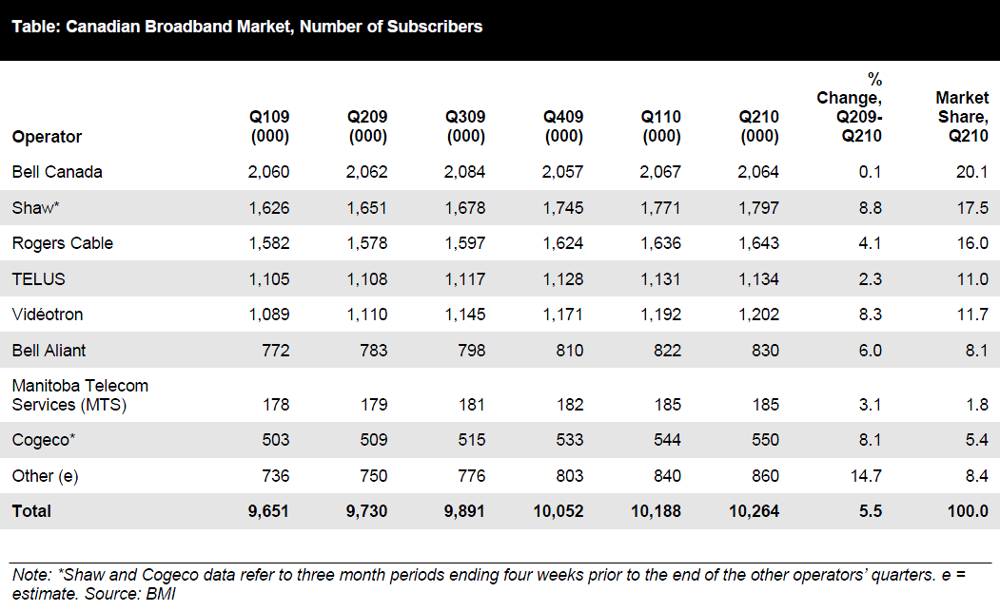 Table: Canadian Broadband Market, Number of Subscribers
%
Change, Market
Q109 Q209 Q309 Q409 Q110 Q210 Q209- Share,
Operator (000) (000) (000) (000) (000) (000) Q210 Q210
Bell Canada 2,060 2,062 2,084 2,057 2,067 2,064 0.1 20.1
Shaw* 1,626 1,651 1,678 1,745 1,771 1,797 8.8 17.5
Rogers Cable 1,582 1,578 1,597 1,624 1,636 1,643 4.1 16.0
TELUS 1,105 1,108 1,117 1,128 1,131 1,134 2.3 11.0
Vidéotron 1,089 1,110 1,145 1,171 1,192 1,202 8.3 11.7
Bell Aliant 772 783 798 810 822 830 6.0 8.1
Manitoba Telecom
Services (MTS) 178 179 181 182 185 185 3.1 1.8
Cogeco* 503 509 515 533 544 550 8.1 5.4
Other (e) 736 750 776 803 840 860 14.7 8.4
Total 9,651 9,730 9,891 10,052 10,188 10,264 5.5 100.0
Note: *Shaw and Cogeco data refer to three month periods ending four weeks prior to the end of the other operators' quarters. e =
estimate. Source: BMI